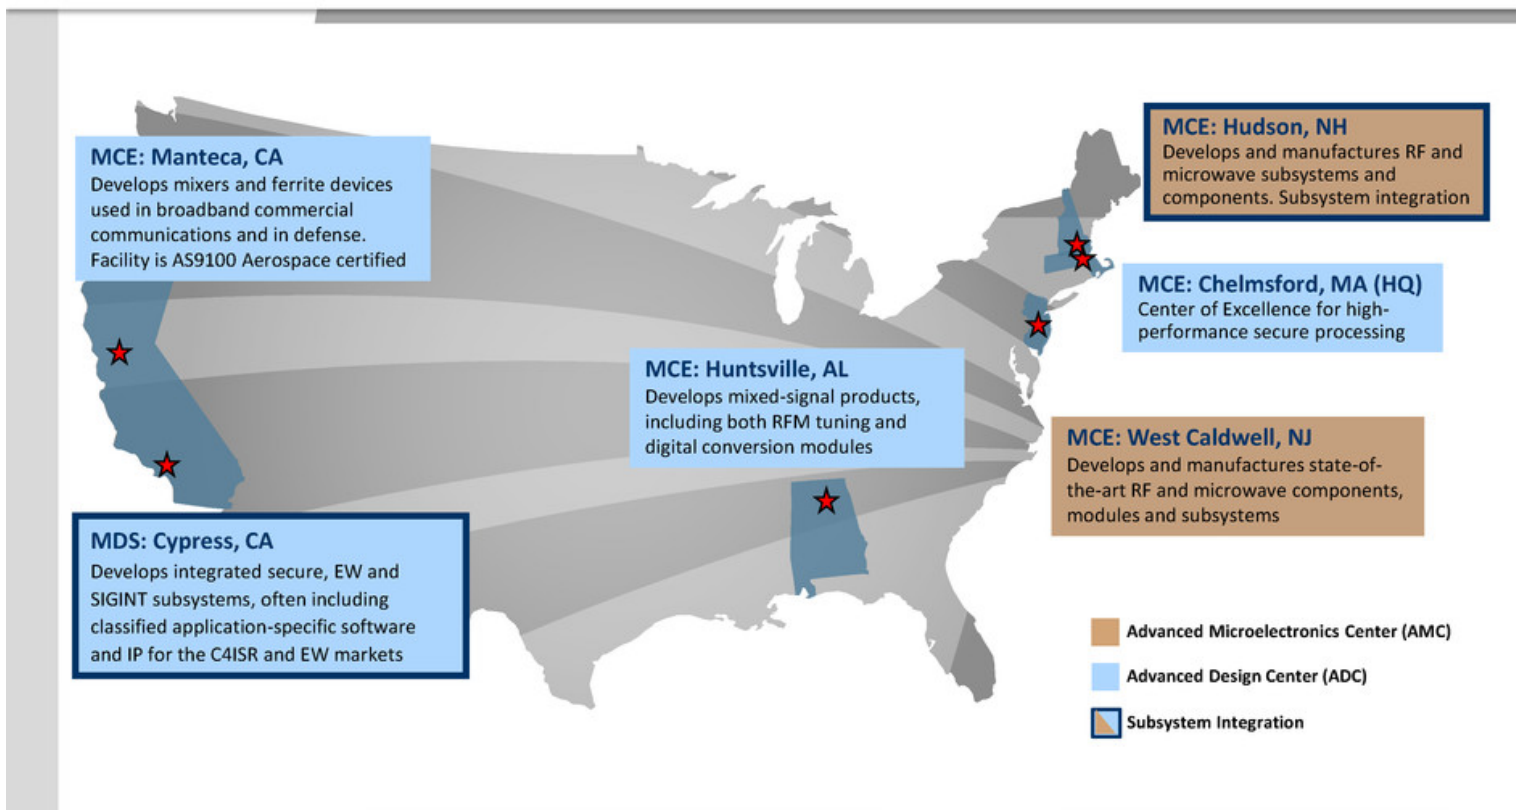 MCE: Manteca, CA
Develops mixers and ferrite devices
used in broadband commercial
communications and in defense.
Facility is AS9100 Aerospace certified
MCE: Hudson, NH
Develops and manufactures RF and
microwave subsystems and
components. Subsystem integration
MCE: Chelmsford, MA (HQ)
Center of Excellence for high-
performance secure processing
MCE: Huntsville, AL
Develops mixed-signal products,
including both RFM tuning and
digital conversion modules
MCE: West Caldwell, NJ
Develops and manufactures state-of-
the-art RF and microwave components,
modules and subsystems
MDS: Cypress, CA
Develops integrated secure, EW and
SIGINT subsystems, often including
classified application-specific software
and IP for the C4ISR and EW markets
Advanced Microelectronics Center (AMC)
Advanced Design Center (ADC)
Subsystem Integration